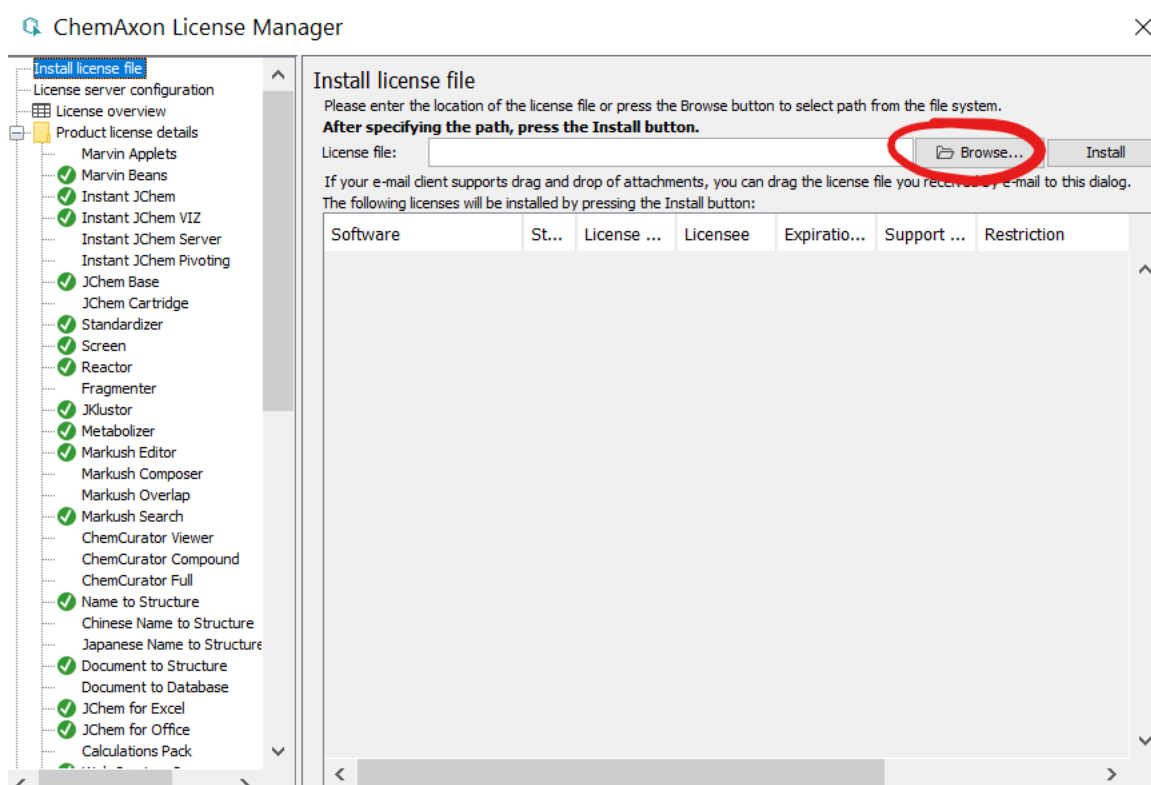 ChemAxon License Manager
Install license file
License server configuration
License overview
Product license details
Marvin Applets
Marvin Beans
Instant JChem
Instant JChem VIZ
Instant JChem Server
Instant JChem Pivoting
JChem Base
JChem Cartridge
Standardizer
Screen
Reactor
Fragmenter
JKlustor
Metabolizer
Markush Editor
Markush Composer
Markush Overlap
Markush Search
ChemCurator Viewer
ChemCurator Compound
ChemCurator Full
Name to Structure
Chinese Name to Structure
Japanese Name to Structure
Document to Structure
Document to Database
JChem for Excel
JChem for Office
Calculations Pack
Install license file
Please enter the location of the license file or press the Browse button to select path from the file system.
After specifying the path, press the Install button.
License file: Browse... Install
If your e-mail client supports drag and drop of attachments, you can drag the license file you received by e-mail to this dialog.
The following licenses will be installed by pressing the Install button:
Software St... License ... Licensee Expiratio... Support ... Restriction